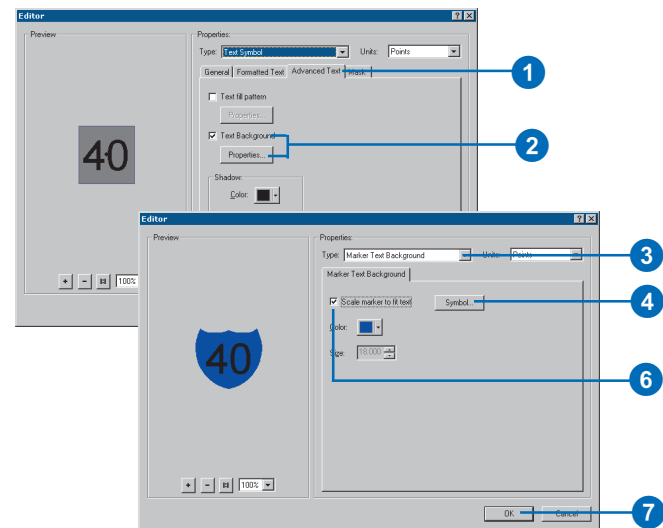 Editor
Preview
Properties:
Type: Text Symbol Units: Points
General Formatted Text Advanced Text Mask
1
Text fill pattern
Properties...
Text Background
2
Properties...
40
Shadow:
Color:
100%
Editor
Preview
Properties:
Type: Marker Text Background Units: Points
3
Marker Text Background
Scale marker to fit text Symbol...
4
Color:
Size: 18.000
40
6
100%
OK Cancel
7